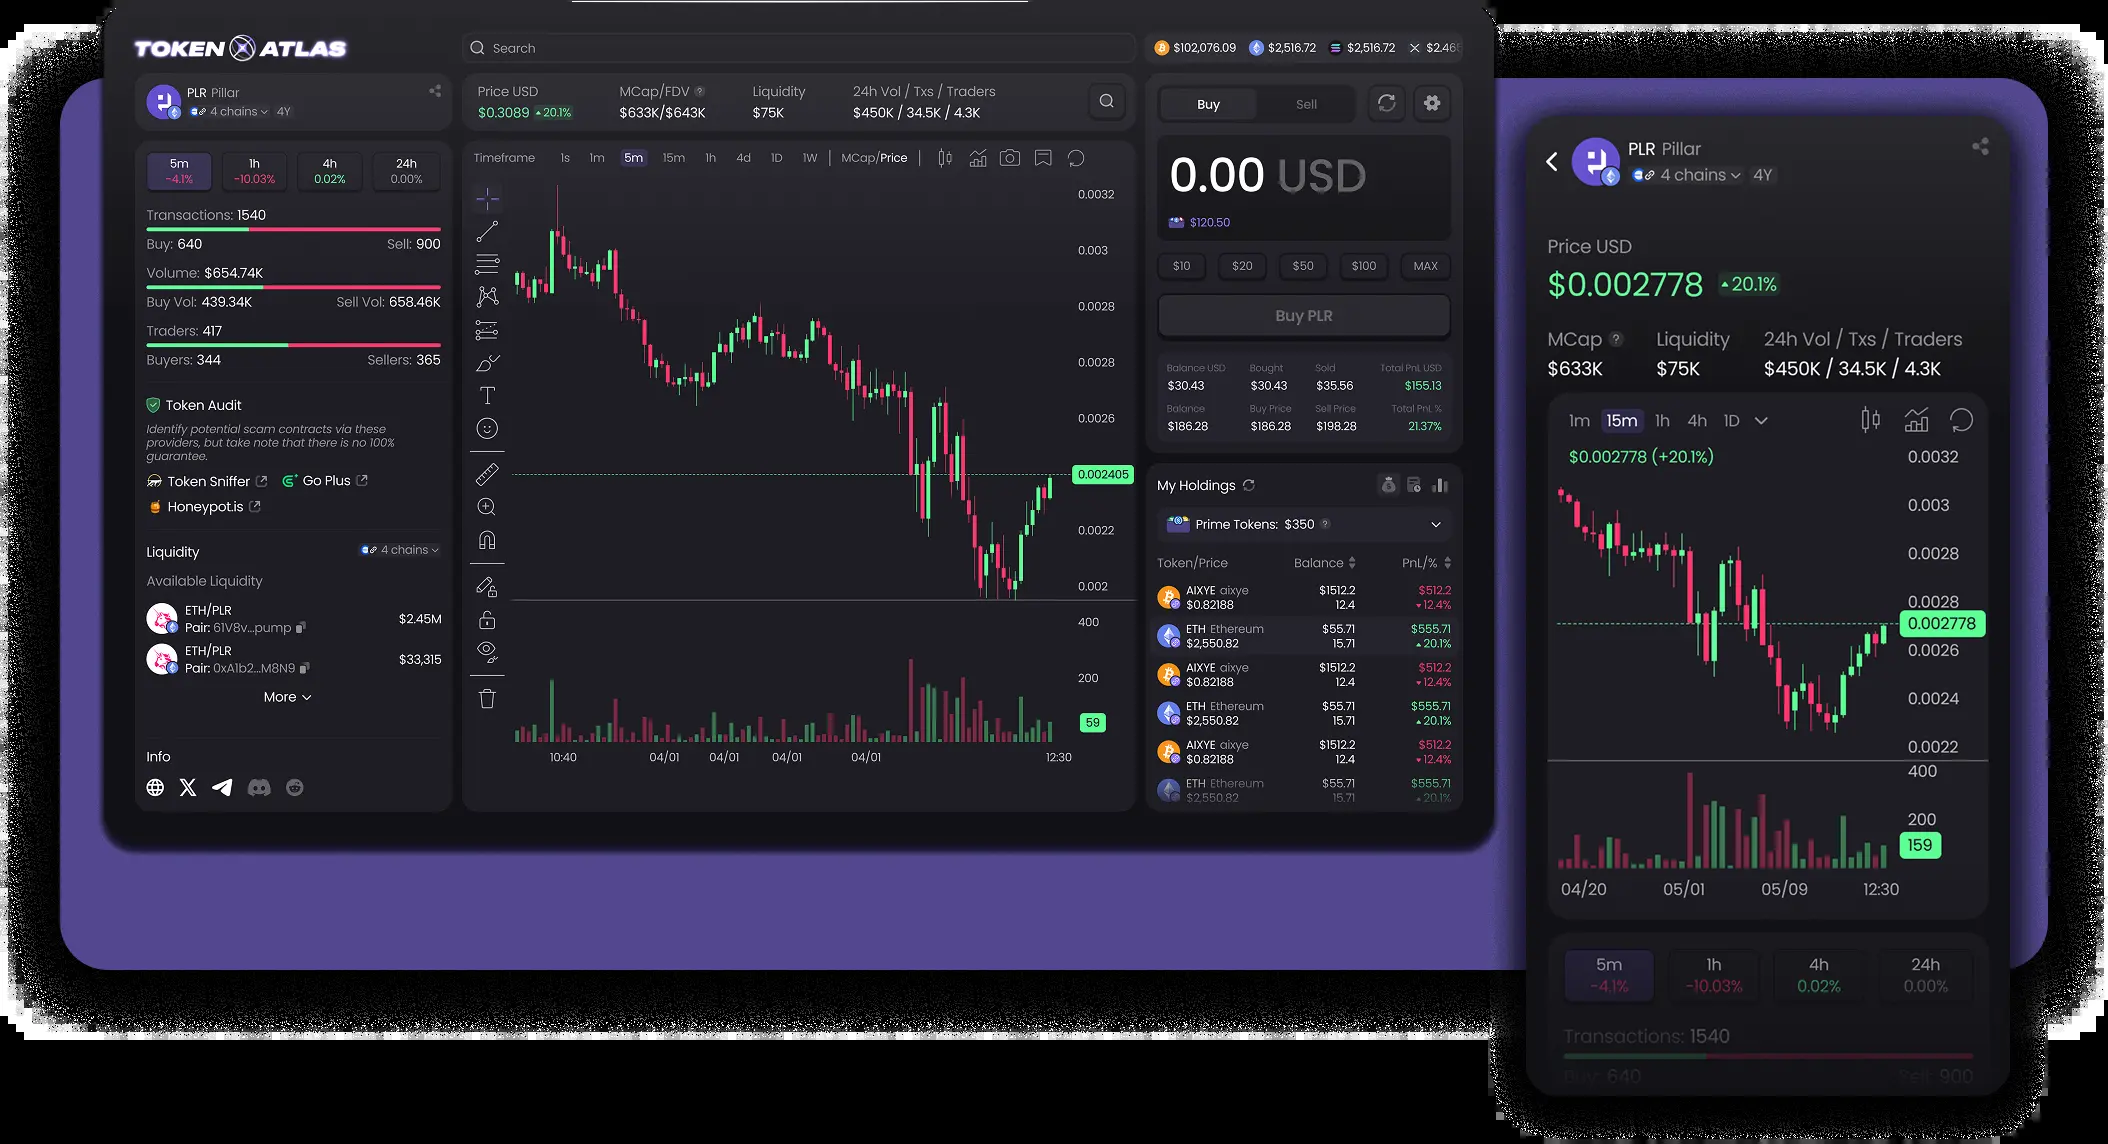 TOKEN ATLAS
Search
$102,076.09 $2,516.72 $2,516.72 $2.465
PLR Pillar
4 chains 4Y
Price USD
$0.3089 20.1%
MCap/FDV ?
$633K/$643K
Liquidity
$75K
24h Vol / Txs / Traders
$450K / 34.5K / 4.3K
5m
-4.1%
1h
-10.03%
4h
0.02%
24h
0.00%
Transactions: 1540
Buy: 640 Sell: 900
Volume: $654.74K
Buy Vol: 439.34K Sell Vol: 658.46K
Traders: 417
Buyers: 344 Sellers: 365
Token Audit
Identify potential scam contracts via these
providers, but take note that there is no 100%
guarantee.
Token Sniffer Go Plus
Honeypot.is
Liquidity 4 chains
Available Liquidity
ETH/PLR
Pair: 61V8v...pump $2.45M
ETH/PLR
Pair: 0xA1b2...M8N9 $33,315
More
Info
Timeframe 1s 1m 5m 15m 1h 4d 1D 1W | MCap/Price |
0.0032
0.003
0.0028
0.0028
0.0026
0.002405
0.0022
0.002
400
200
59
10:40 04/01 04/01 04/01 04/01 12:30
Buy Sell
0.00 USD
$120.50
$10 $20 $50 $100 MAX
Buy PLR
Balance USD Bought Sold Total PnL USD
$30.43 $30.43 $35.56 $155.13
Balance Buy Price Sell Price Total PnL %
$186.28 $186.28 $198.28 21.37%
My Holdings
Prime Tokens: $350 ?
Token/Price Balance PnL/%
AIXYE aixye $1512.2 $512.2
$0.82188 12.4 12.4%
ETH Ethereum $55.71 $555.71
$2,550.82 15.71 20.1%
AIXYE aixye $1512.2 $512.2
$0.82188 12.4 12.4%
ETH Ethereum $55.71 $555.71
$2,550.82 15.71 20.1%
AIXYE aixye $1512.2 $512.2
$0.82188 12.4 12.4%
ETH Ethereum $55.71 $555.71
$2,550.82 15.71 20.1%
PLR Pillar
4 chains 4Y
Price USD
$0.002778 20.1%
MCap ? Liquidity 24h Vol / Txs / Traders
$633K $75K $450K / 34.5K / 4.3K
1m 15m 1h 4h 1D
$0.002778 (+20.1%)
0.0032
0.003
0.0028
0.0028
0.002778
0.0026
0.0024
0.0022
400
200
159
04/20 05/01 05/09 12:30
5m 1h 4h 24h
-4.1% -10.03% 0.02% 0.00%
Transactions: 1540
Buy: 640 Sell: 900